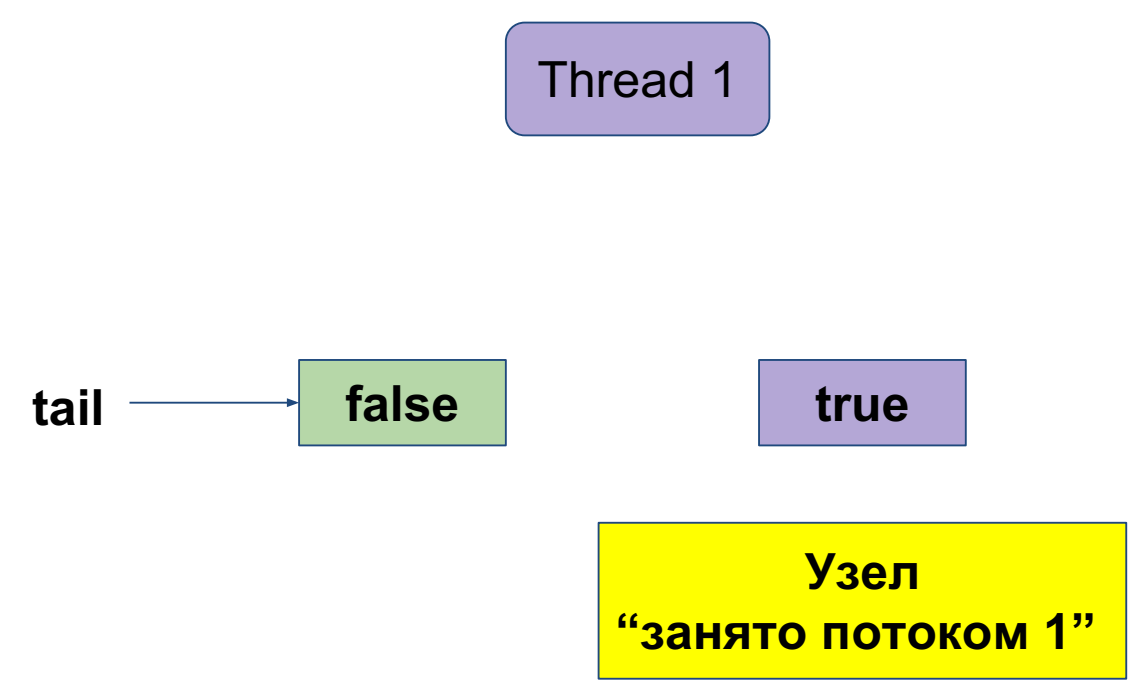 Thread 1
tail
false
true
Узел
“занято потоком 1”